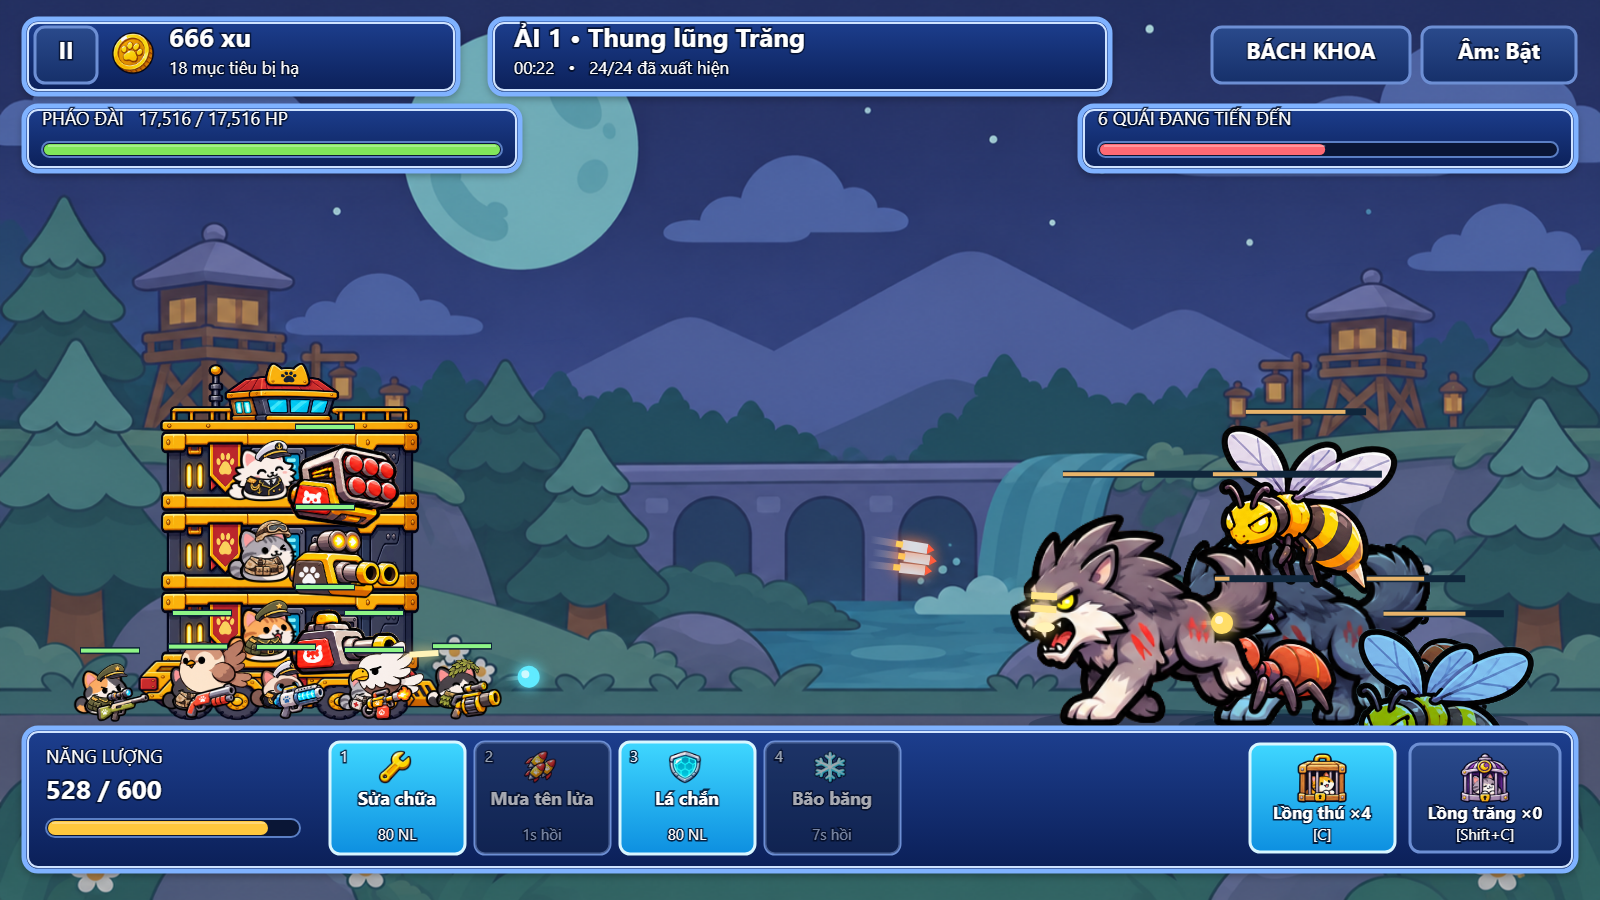 II
666 xu
18 mục tiêu bị hạ
ẢI 1 • Thung lũng Trăng
00:22 • 24/24 đã xuất hiện
BÁCH KHOA
Âm: Bật
PHÁO ĐÀI 17,516 / 17,516 HP
6 QUÁI ĐANG TIẾN ĐẾN
NĂNG LƯỢNG
528 / 600
1
Sửa chữa
80 NL
2
Mưa tên lửa
1s hồi
3
Lá chắn
80 NL
4
Bão băng
7s hồi
Lồng thú ×4
[C]
Lồng trăng ×0
[Shift+C]